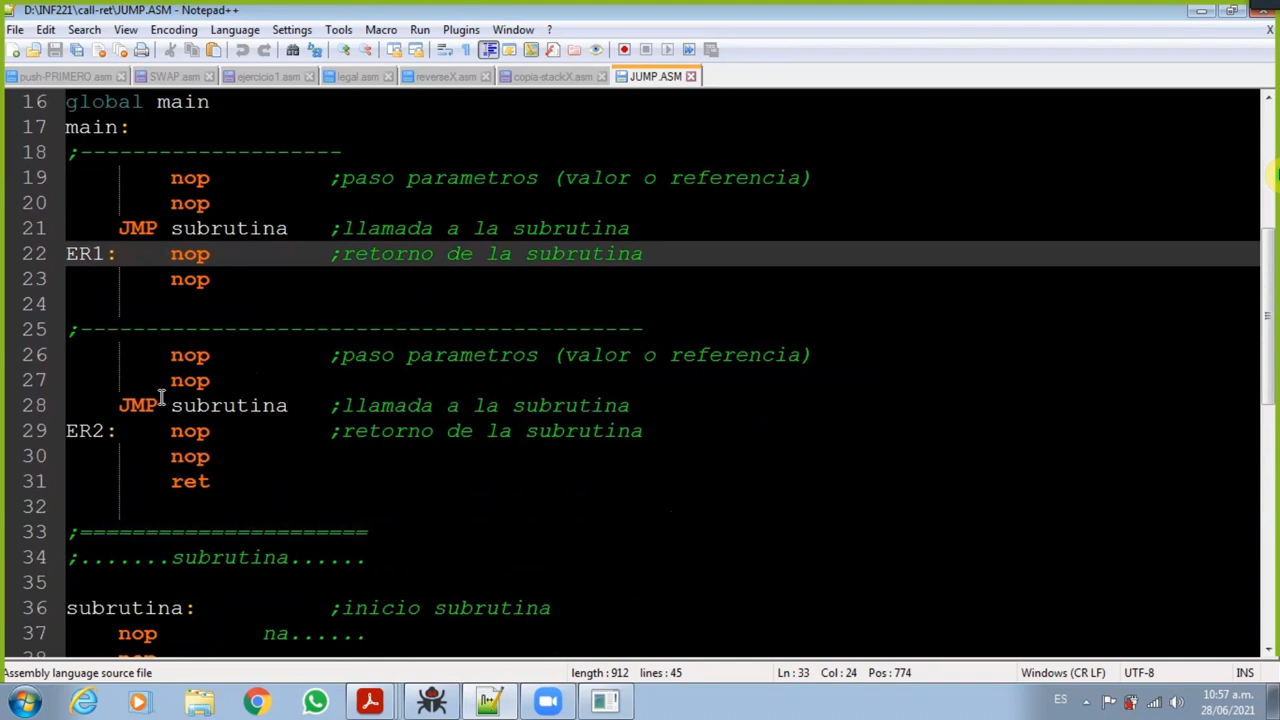 D:\INF221\call-ret\JUMP.ASM - Notepad++
File Edit Search View Encoding Language Settings Tools Macro Run Plugins Window ? X
push-PRIMERO.asm SWAP.asm ejercicio1.asm legal.asm reverseX.asm copia-stackX.asm JUMP.ASM
16 global main
17 main:
18 ;--------------------
19 nop ;paso parametros (valor o referencia)
20 nop
21 JMP subrutina ;llamada a la subrutina
22 ER1: nop ;retorno de la subrutina
23 nop
24
25 ;-------------------------------------------
26 nop ;paso parametros (valor o referencia)
27 nop
28 JMP subrutina ;llamada a la subrutina
29 ER2: nop ;retorno de la subrutina
30 nop
31 ret
32
33 ;======================
34 ;.......subrutina......
35
36 subrutina: ;inicio subrutina
37 nop na......
Assembly language source file length : 912 lines : 45 Ln : 33 Col : 24 Pos : 774 Windows (CR LF) UTF-8 INS
ES 10:57 a.m.
28/06/2021